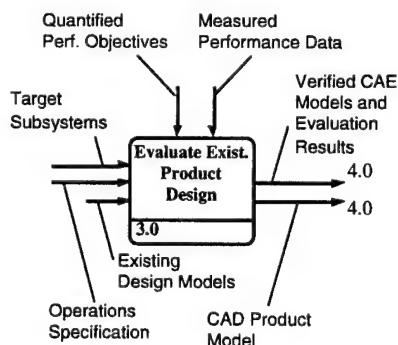 Quantified
Perf. Objectives
Measured
Performance Data
Target
Subsystems
Verified CAE
Models and
Evaluation
Results
Evaluate Exist.
Product
Design
3.0
4.0
4.0
Existing
Design Models
Operations
Specification
CAD Product
Model